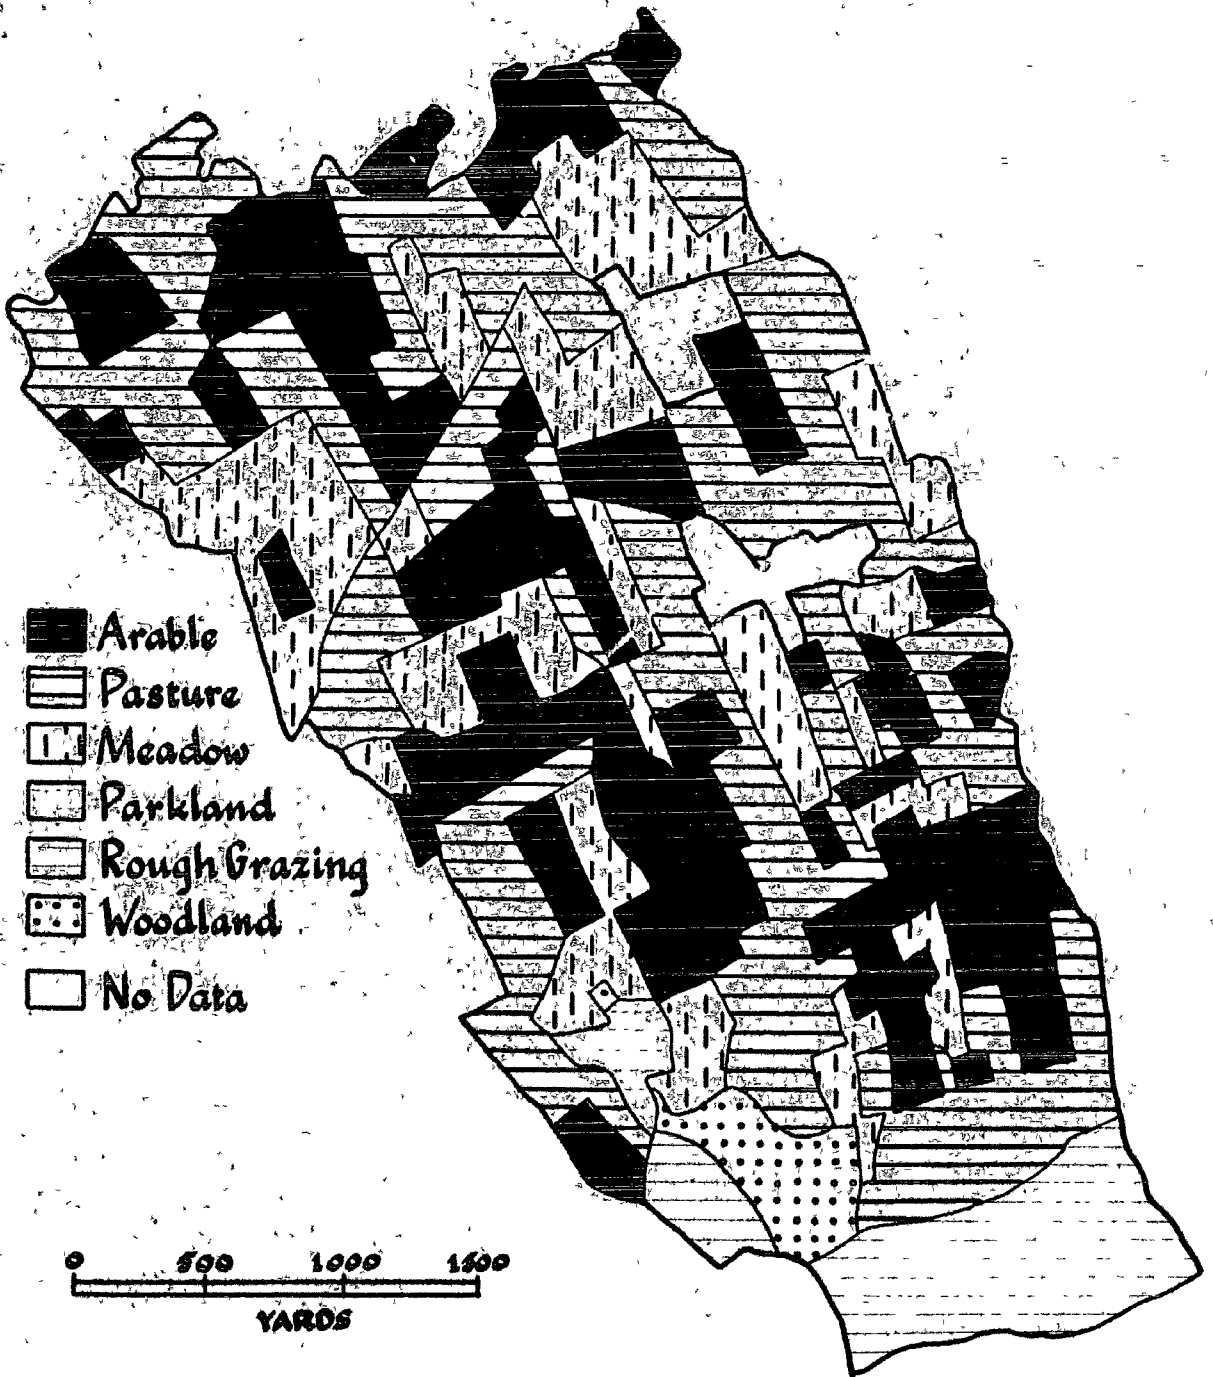 Arable
Pasture
Meadow
Parkland
Rough Grazing
Woodland
No Data
0 500 1000 1500
YARDS